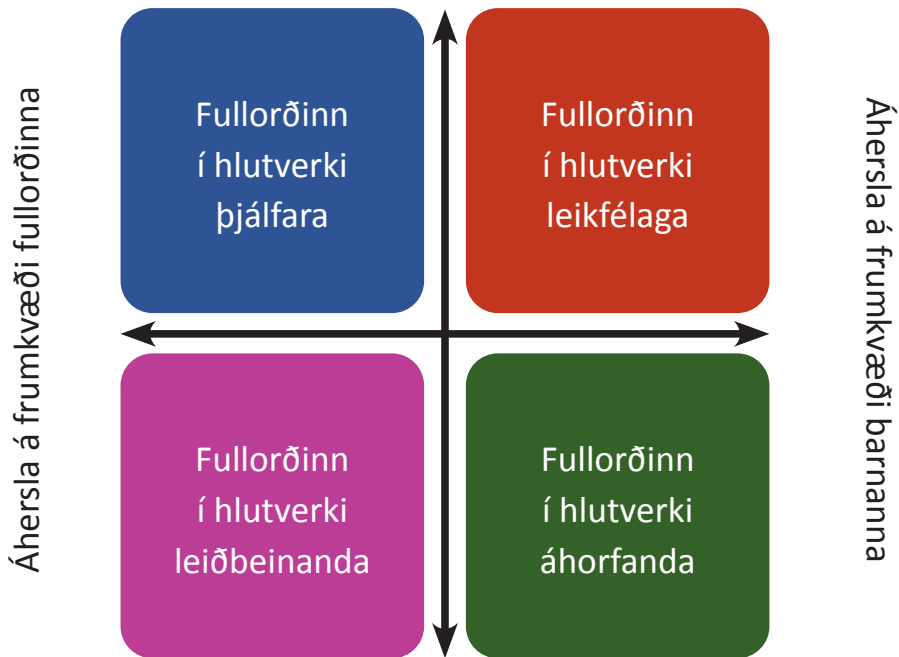 Áhersla á frumkvæði fullorðinna
Fullorðinn
í hlutverki
þjálfara
Fullorðinn
í hlutverki
leikfélaga
Fullorðinn
í hlutverki
leiðbeinanda
Fullorðinn
í hlutverki
áhorfanda
Áhersla á frumkvæði barnanna